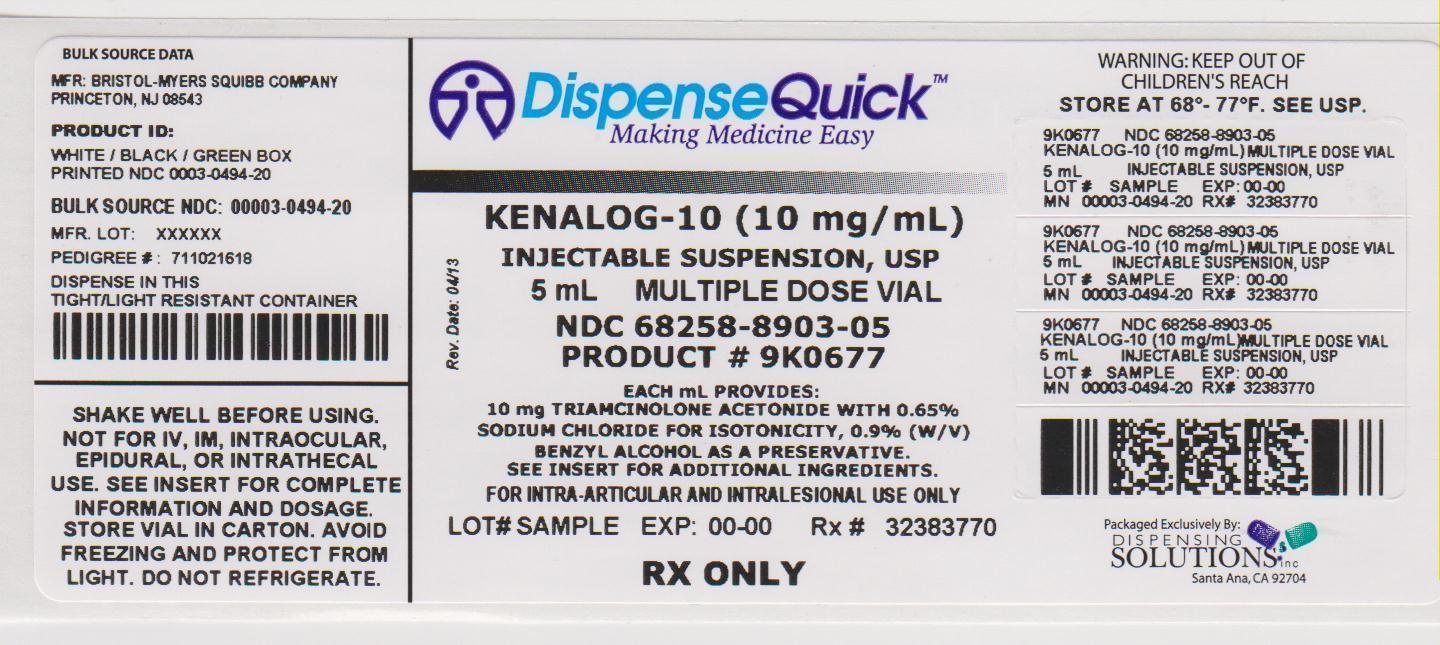 BULK SOURCE DATA
MFR: BRISTOL-MYERS SQUIBB COMPANY
PRINCETON, NJ 08543
PRODUCT ID:
WHITE / BLACK / GREEN BOX
PRINTED NDC 0003-0494-20
BULK SOURCE NDC: 00003-0494-20
MFR. LOT: XXXXXX
PEDIGREE #: 711021618
DISPENSE IN THIS
TIGHT/LIGHT RESISTANT CONTAINER
SHAKE WELL BEFORE USING.
NOT FOR IV, IM, INTRAOCULAR,
EPIDURAL, OR INTRATHECAL
USE. SEE INSERT FOR COMPLETE
INFORMATION AND DOSAGE.
STORE VIAL IN CARTON. AVOID
FREEZING AND PROTECT FROM
LIGHT. DO NOT REFRIGERATE.
DispenseQuick™
Making Medicine Easy
Rev. Date: 04/13
KENALOG-10 (10 mg/mL)
INJECTABLE SUSPENSION, USP
5 mL MULTIPLE DOSE VIAL
NDC 68258-8903-05
PRODUCT # 9K0677
EACH mL PROVIDES:
10 mg TRIAMCINOLONE ACETONIDE WITH 0.65%
SODIUM CHLORIDE FOR ISOTONICITY, 0.9% (W/V)
BENZYL ALCOHOL AS A PRESERVATIVE.
SEE INSERT FOR ADDITIONAL INGREDIENTS.
FOR INTRA-ARTICULAR AND INTRALESIONAL USE ONLY
LOT# SAMPLE EXP: 00-00 Rx # 32383770
RX ONLY
WARNING: KEEP OUT OF
CHILDREN'S REACH
STORE AT 68°- 77°F. SEE USP.
9K0677 NDC 68258-8903-05
KENALOG-10 (10 mg/mL) MULTIPLE DOSE VIAL
5 mL INJECTABLE SUSPENSION, USP
LOT # SAMPLE EXP: 00-00
MN 00003-0494-20 RX# 32383770
9K0677 NDC 68258-8903-05
KENALOG-10 (10 mg/mL) MULTIPLE DOSE VIAL
5 mL INJECTABLE SUSPENSION, USP
LOT # SAMPLE EXP: 00-00
MN 00003-0494-20 RX# 32383770
9K0677 NDC 68258-8903-05
KENALOG-10 (10 mg/mL) MULTIPLE DOSE VIAL
5 mL INJECTABLE SUSPENSION, USP
LOT # SAMPLE EXP: 00-00
MN 00003-0494-20 RX# 32383770
Packaged Exclusively By:
DISPENSING
SOLUTIONS inc
Santa Ana, CA 92704